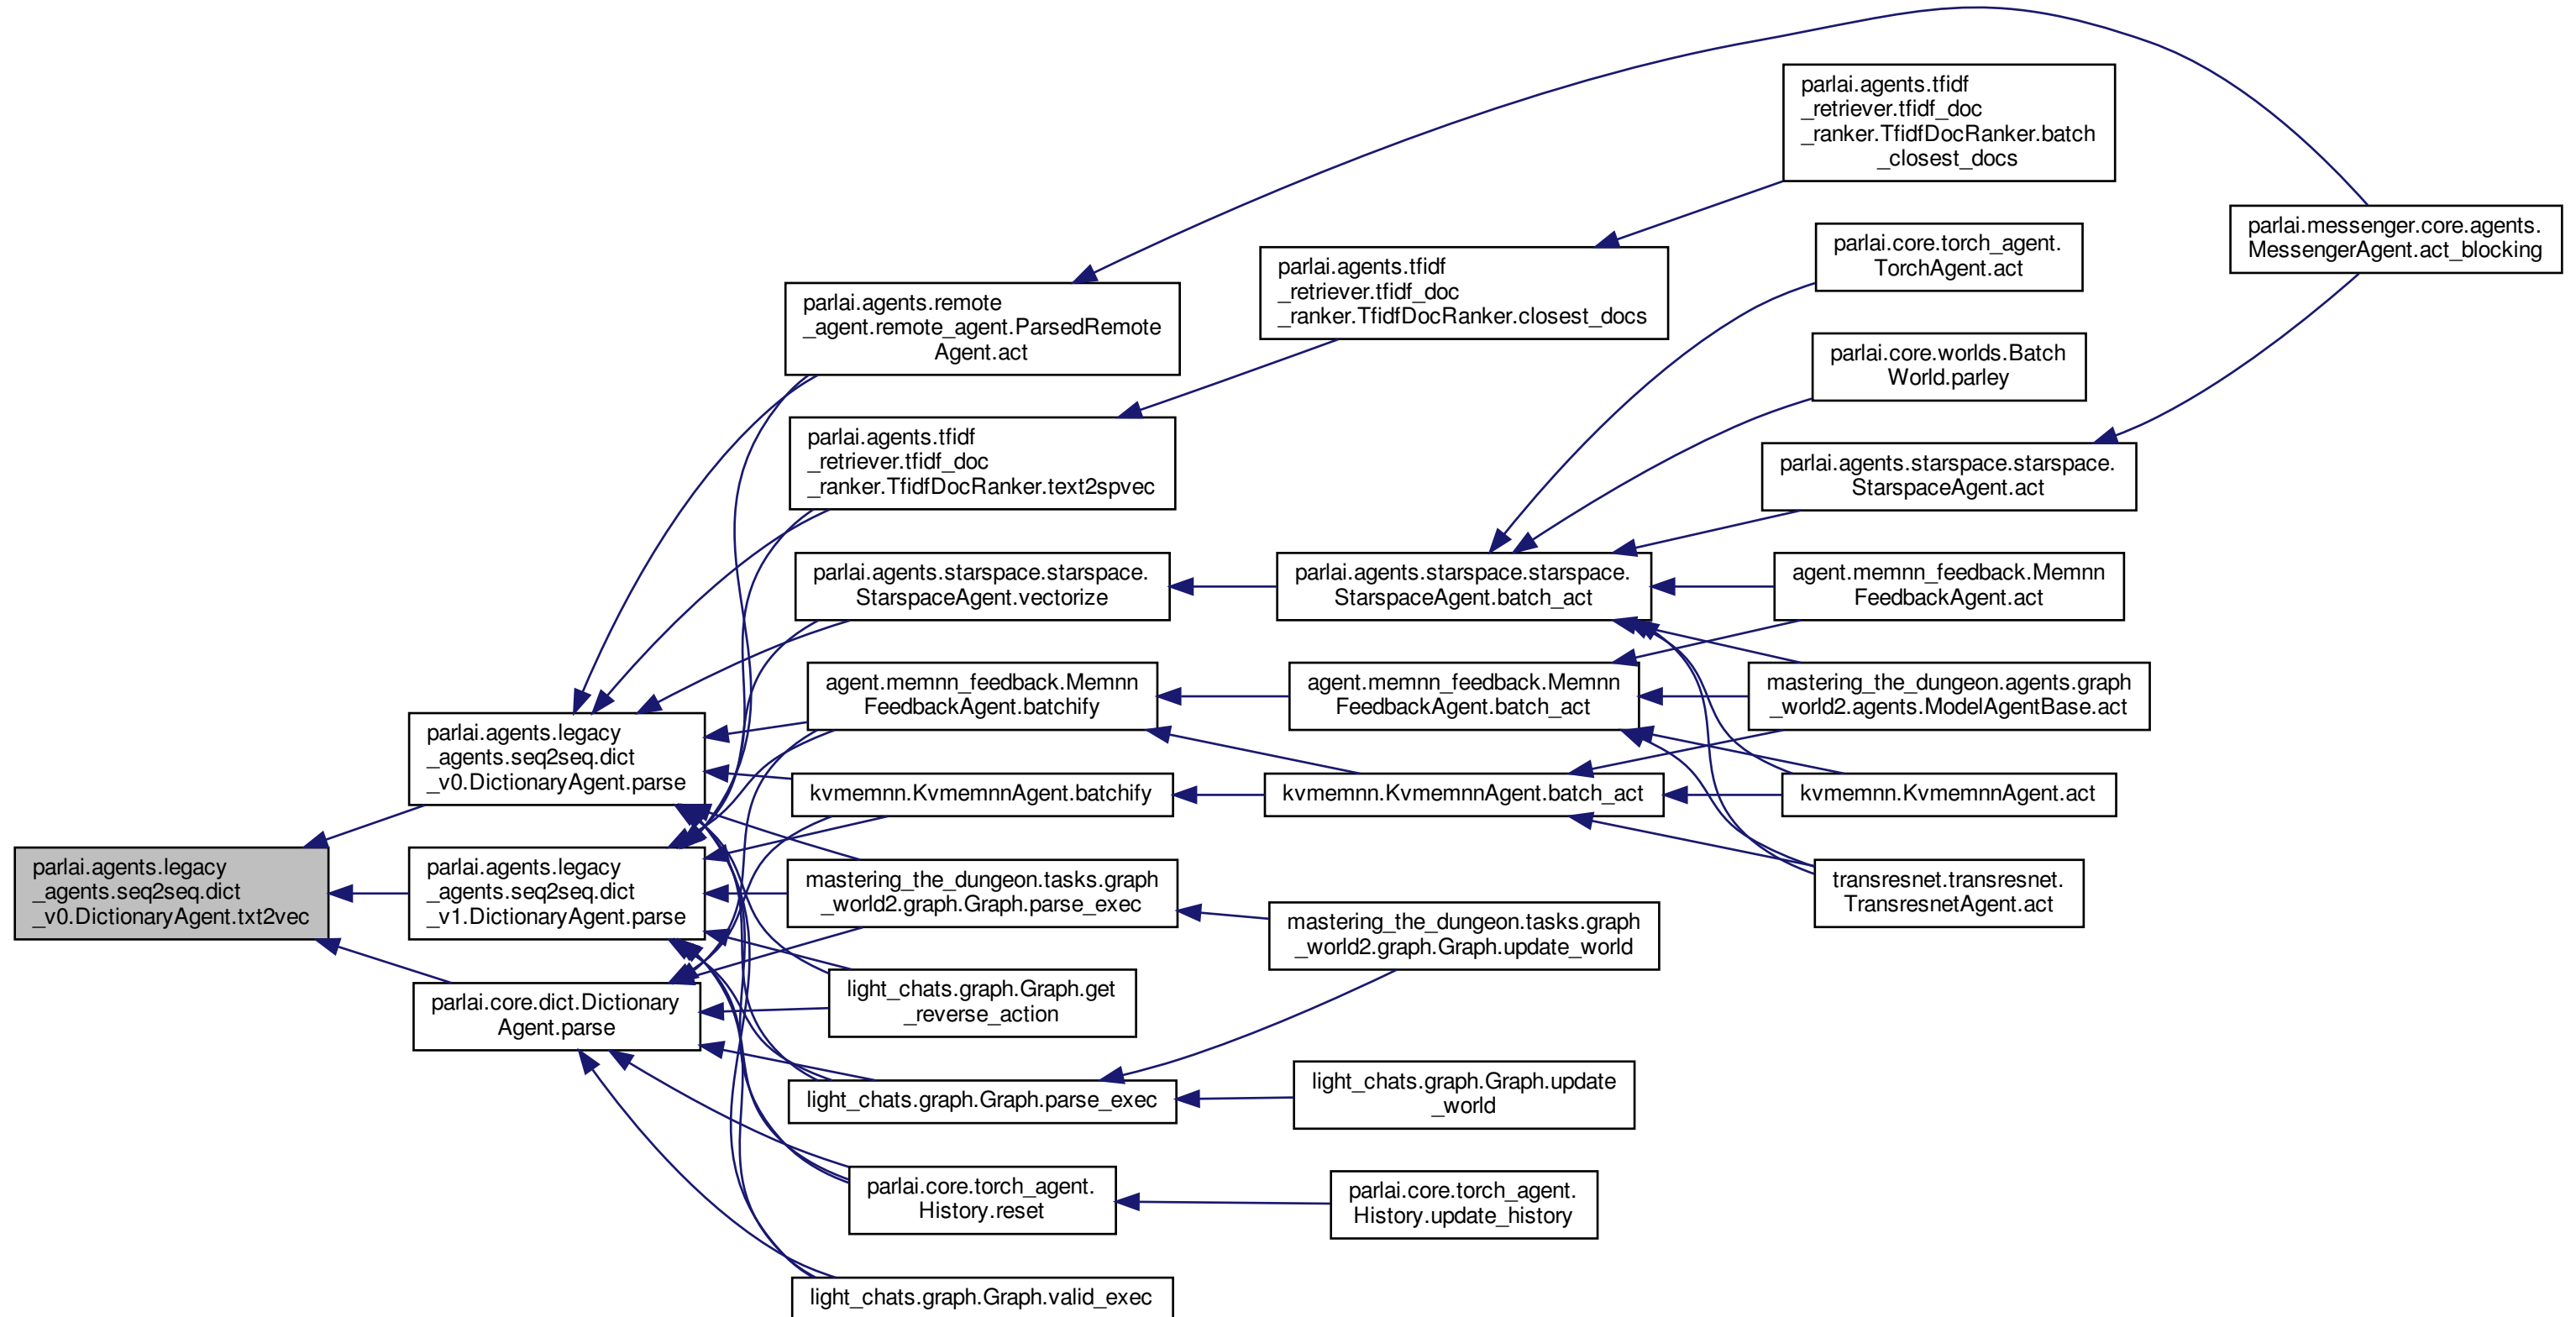 parlai.agents.legacy
_agents.seq2seq.dict
_v0.DictionaryAgent.txt2vec
parlai.agents.legacy
_agents.seq2seq.dict
_v0.DictionaryAgent.parse
parlai.agents.legacy
_agents.seq2seq.dict
_v1.DictionaryAgent.parse
parlai.core.dict.Dictionary
Agent.parse
parlai.agents.remote
_agent.remote_agent.ParsedRemote
Agent.act
parlai.agents.tfidf
_retriever.tfidf_doc
_ranker.TfidfDocRanker.text2spvec
parlai.agents.starspace.starspace.
StarspaceAgent.vectorize
agent.memnn_feedback.Memnn
FeedbackAgent.batchify
kvmemnn.KvmemnnAgent.batchify
mastering_the_dungeon.tasks.graph
_world2.graph.Graph.parse_exec
light_chats.graph.Graph.get
_reverse_action
light_chats.graph.Graph.parse_exec
parlai.core.torch_agent.
History.reset
light_chats.graph.Graph.valid_exec
parlai.agents.tfidf
_retriever.tfidf_doc
_ranker.TfidfDocRanker.closest_docs
parlai.agents.starspace.starspace.
StarspaceAgent.batch_act
agent.memnn_feedback.Memnn
FeedbackAgent.batch_act
kvmemnn.KvmemnnAgent.batch_act
mastering_the_dungeon.tasks.graph
_world2.graph.Graph.update_world
light_chats.graph.Graph.update
_world
parlai.core.torch_agent.
History.update_history
parlai.agents.tfidf
_retriever.tfidf_doc
_ranker.TfidfDocRanker.batch
_closest_docs
parlai.core.torch_agent.
TorchAgent.act
parlai.core.worlds.Batch
World.parley
parlai.agents.starspace.starspace.
StarspaceAgent.act
agent.memnn_feedback.Memnn
FeedbackAgent.act
mastering_the_dungeon.agents.graph
_world2.agents.ModelAgentBase.act
kvmemnn.KvmemnnAgent.act
transresnet.transresnet.
TransresnetAgent.act
parlai.messenger.core.agents.
MessengerAgent.act_blocking